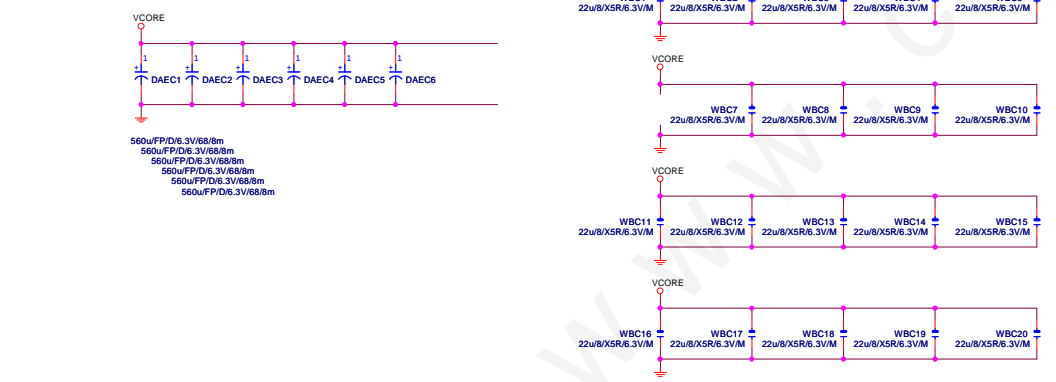 VCORE
1 1 1 1 1 1
+ + + + + +
DAEC1 DAEC2 DAEC3 DAEC4 DAEC5 DAEC6
560u/FP/D/6.3V/68/8m
560u/FP/D/6.3V/68/8m
560u/FP/D/6.3V/68/8m
560u/FP/D/6.3V/68/8m
560u/FP/D/6.3V/68/8m
560u/FP/D/6.3V/68/8m
22u/8/X5R/6.3V/M 22u/8/X5R/6.3V/M 22u/8/X5R/6.3V/M 22u/8/X5R/6.3V/M 22u/8/X5R/6.3V/M
VCORE
WBC7 WBC8 WBC9 WBC10
22u/8/X5R/6.3V/M 22u/8/X5R/6.3V/M 22u/8/X5R/6.3V/M 22u/8/X5R/6.3V/M
VCORE
WBC11 WBC12 WBC13 WBC14 WBC15
22u/8/X5R/6.3V/M 22u/8/X5R/6.3V/M 22u/8/X5R/6.3V/M 22u/8/X5R/6.3V/M 22u/8/X5R/6.3V/M
VCORE
WBC16 WBC17 WBC18 WBC19 WBC20
22u/8/X5R/6.3V/M 22u/8/X5R/6.3V/M 22u/8/X5R/6.3V/M 22u/8/X5R/6.3V/M 22u/8/X5R/6.3V/M
www.c